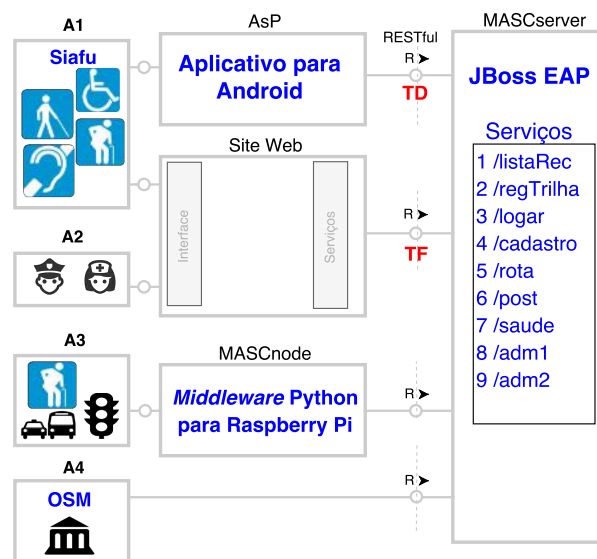 A1
Siafu
AsP
Aplicativo para
Android
RESTful
R
TD
MASCserver
JBoss EAP
Serviços
1 /listaRec
2 /regTrilha
3 /logar
4 /cadastro
5 /rota
6 /post
7 /saude
8 /adm1
9 /adm2
Site Web
Interface
Serviços
R
TF
A2
A3
MASCnode
Middleware Python
para Raspberry Pi
R
A4
OSM
R